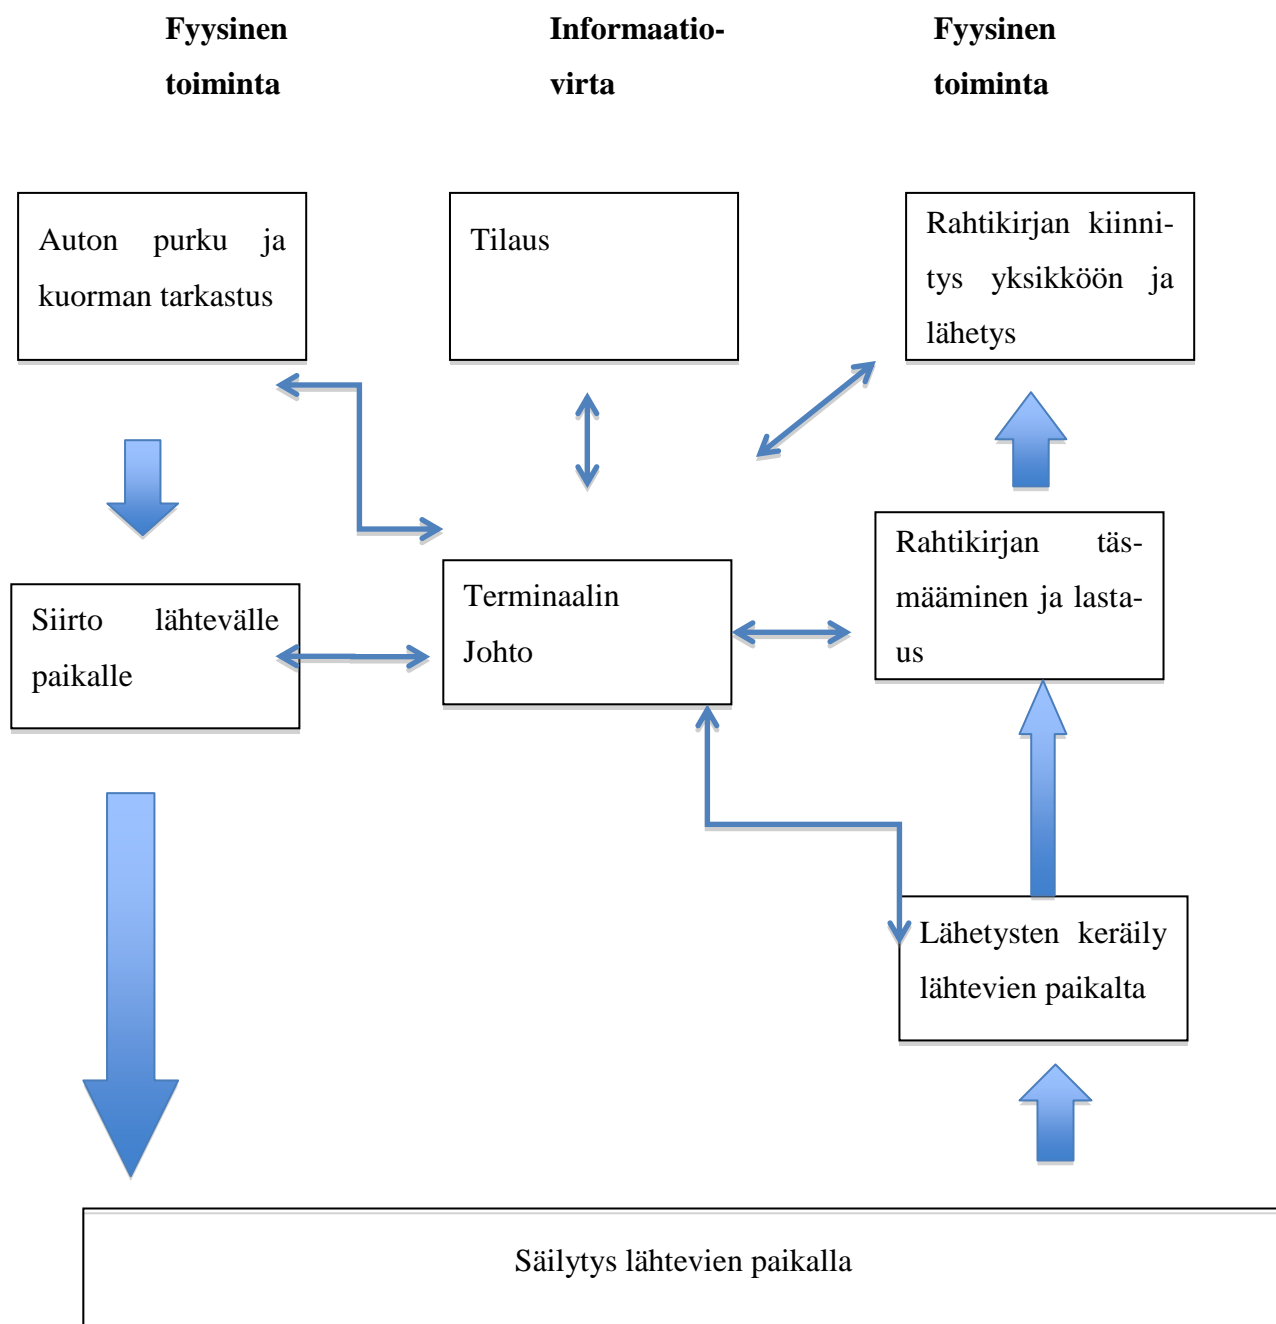 Fyysinen
toiminta
Informaatio-
virta
Fyysinen
toiminta
Auton purku ja
kuorman tarkastus
Tilaus
Rahtikirjan kiinni-
tys yksikköön ja
lähetys
Siirto lähtevälle
paikalle
Terminaalin
Johto
Rahtikirjan täs-
määminen ja lasta-
us
Lähetysten keräily
lähtevien paikalta
Säilytys lähtevien paikalla